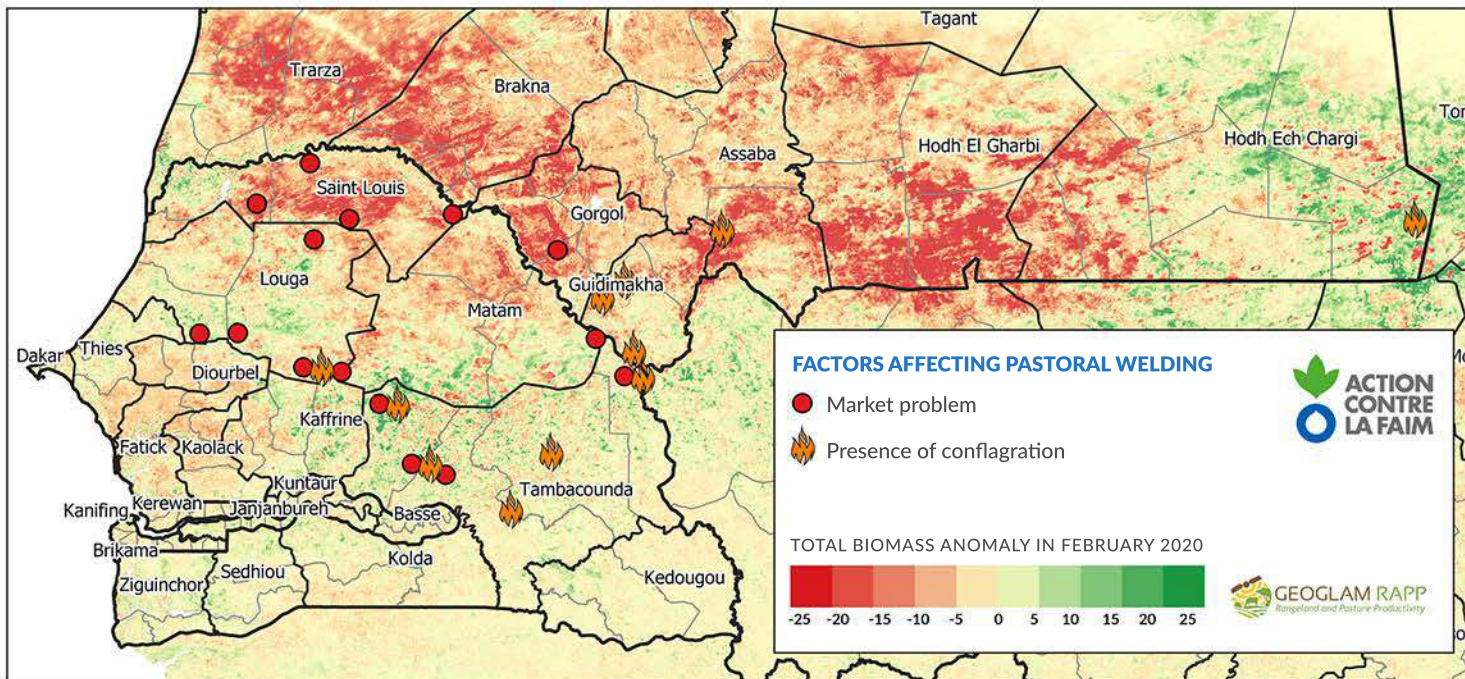 Tagant
Trarza
Brakna
Hodh Ech Chargi
Assaba
Hodh El Gharbi
Saint Louis
Gorgol
Louga
Guidimakha
Matam
Dakar
Thies
Diourbel
Kaffrine
Fatick
Kaolack
Kuntaur
Tambacounda
Kanifing
Kerewan
Janjanbureh
Basse
Brikama
Kolda
Sedhiou
Ziguinchor
Kedougou
FACTORS AFFECTING PASTORAL WELDING
Market problem
Presence of conflagration
ACTION
CONTRE
LA FAIM
TOTAL BIOMASS ANOMALY IN FEBRUARY 2020
-25 -20 -15 -10 -5 0 5 10 15 20 25
GEOGLAM RAPP
Rangeland and Pasture Productivity